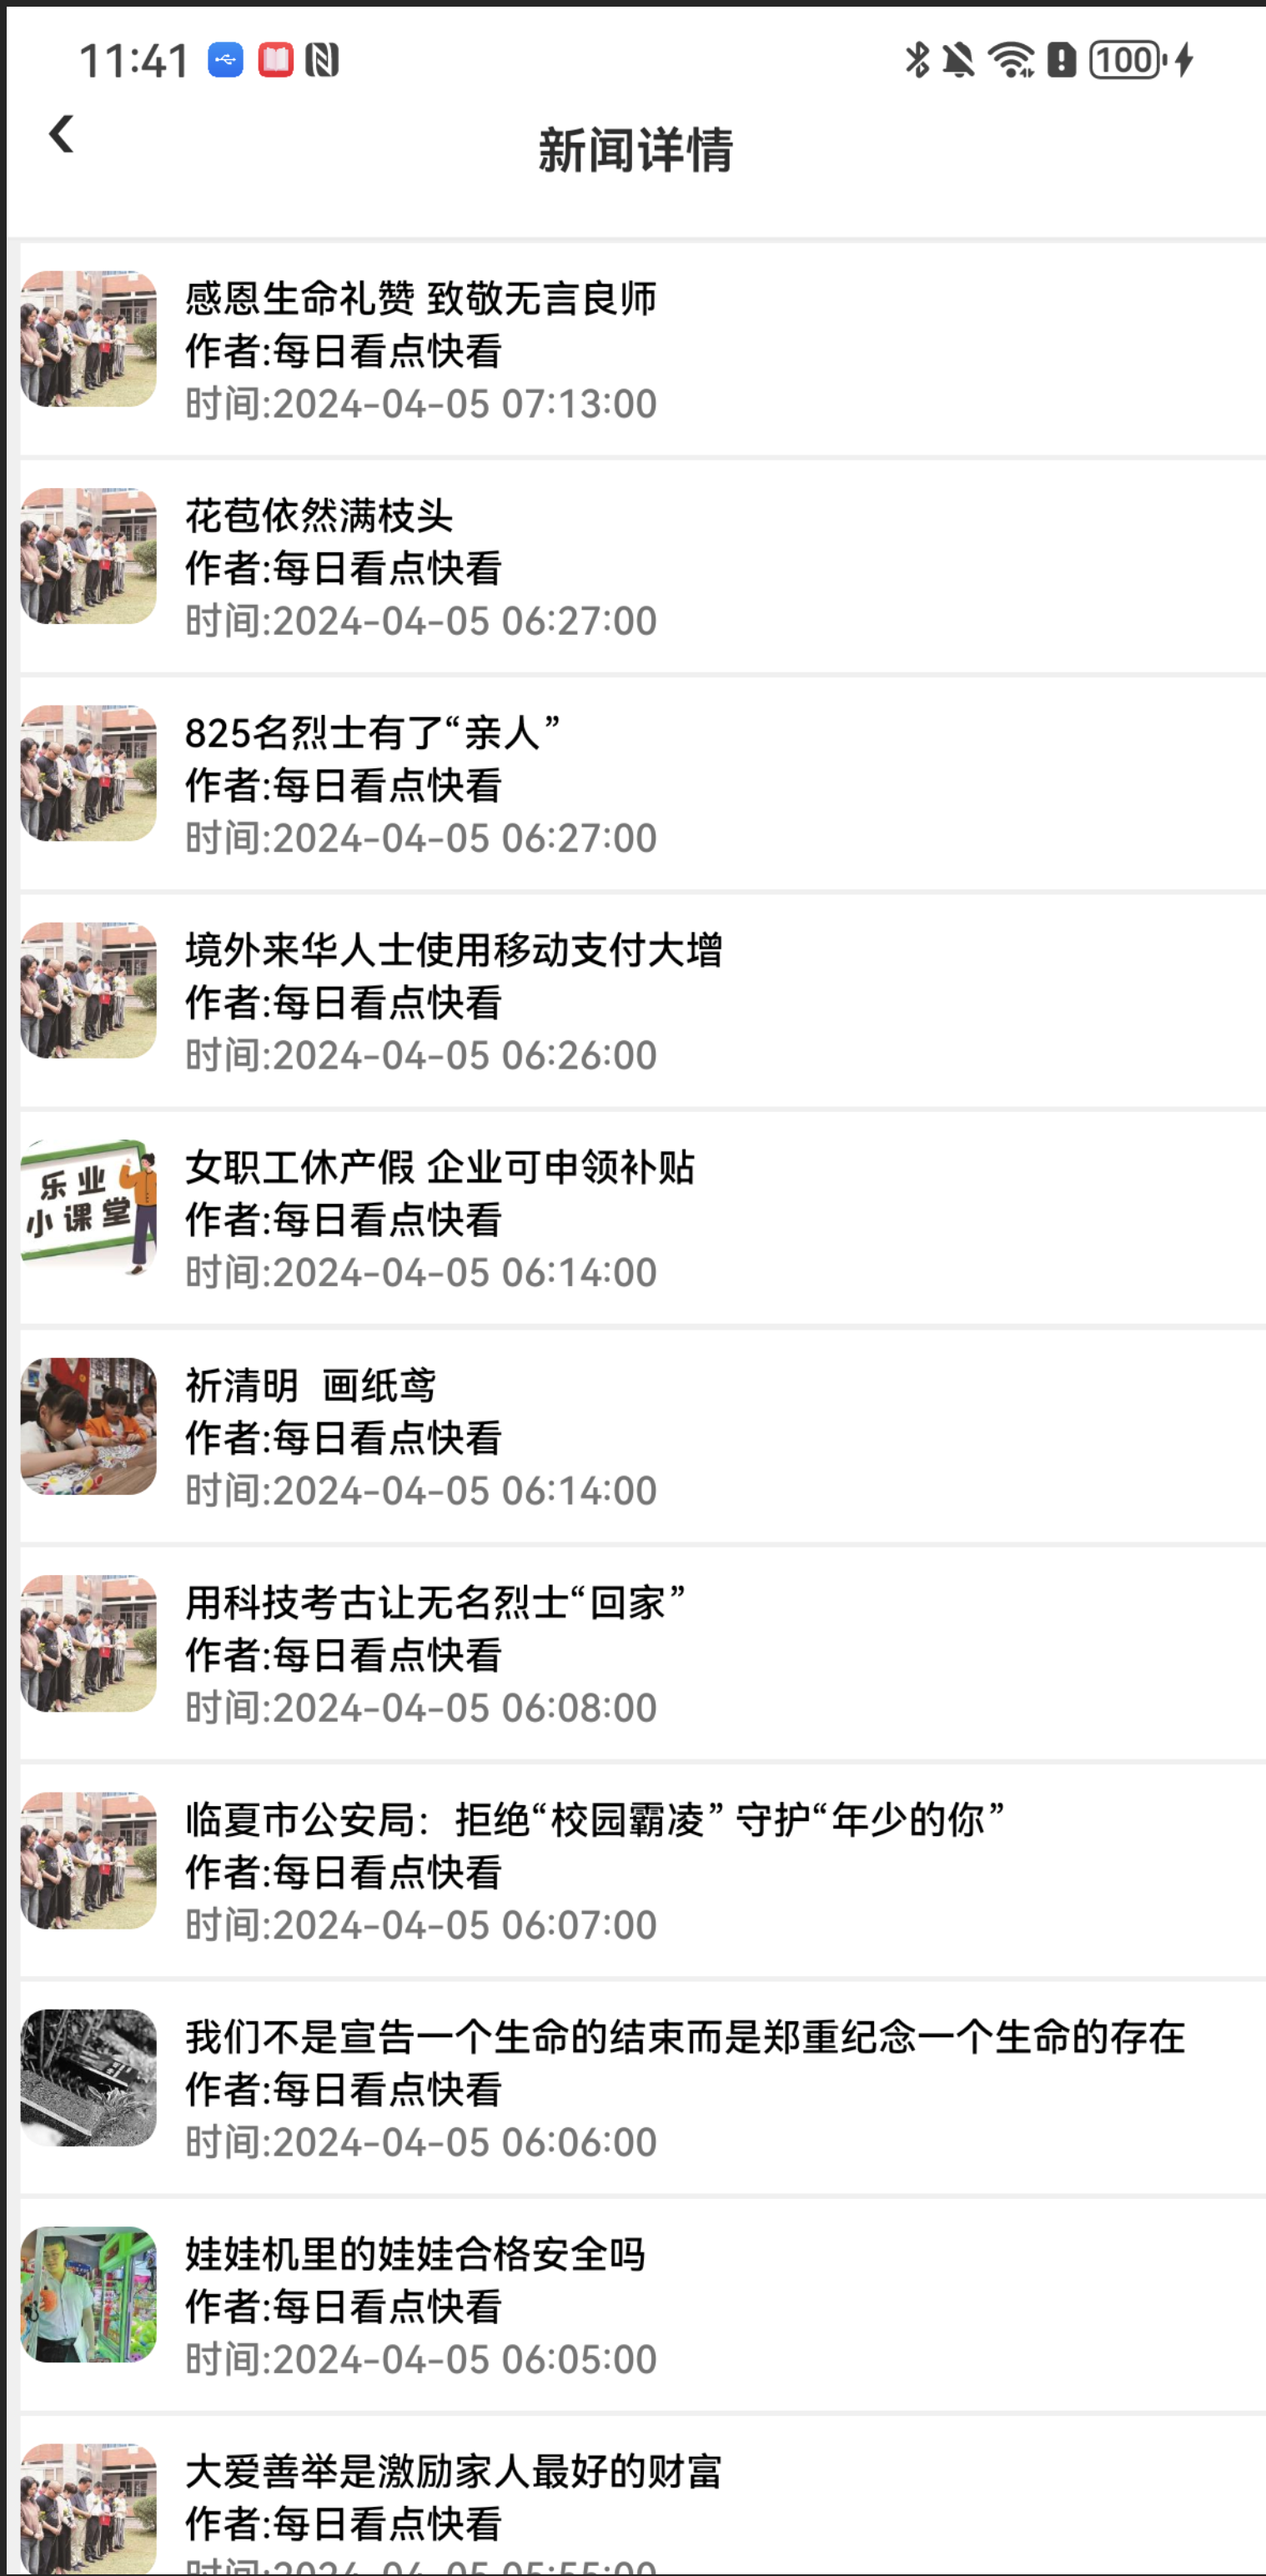 11:41
100
新闻详情
感恩生命礼赞 致敬无言良师
作者:每日看点快看
时间:2024-04-05 07:13:00
花苞依然满枝头
作者:每日看点快看
时间:2024-04-05 06:27:00
825名烈士有了“亲人”
作者:每日看点快看
时间:2024-04-05 06:27:00
境外来华人士使用移动支付大增
作者:每日看点快看
时间:2024-04-05 06:26:00
乐业
小课堂
女职工休产假 企业可申领补贴
作者:每日看点快看
时间:2024-04-05 06:14:00
祈清明  画纸鸢
作者:每日看点快看
时间:2024-04-05 06:14:00
用科技考古让无名烈士“回家”
作者:每日看点快看
时间:2024-04-05 06:08:00
临夏市公安局：拒绝“校园霸凌” 守护“年少的你”
作者:每日看点快看
时间:2024-04-05 06:07:00
我们不是宣告一个生命的结束而是郑重纪念一个生命的存在
作者:每日看点快看
时间:2024-04-05 06:06:00
娃娃机里的娃娃合格安全吗
作者:每日看点快看
时间:2024-04-05 06:05:00
大爱善举是激励家人最好的财富
作者:每日看点快看
时间:2024-04-05 05:55:00